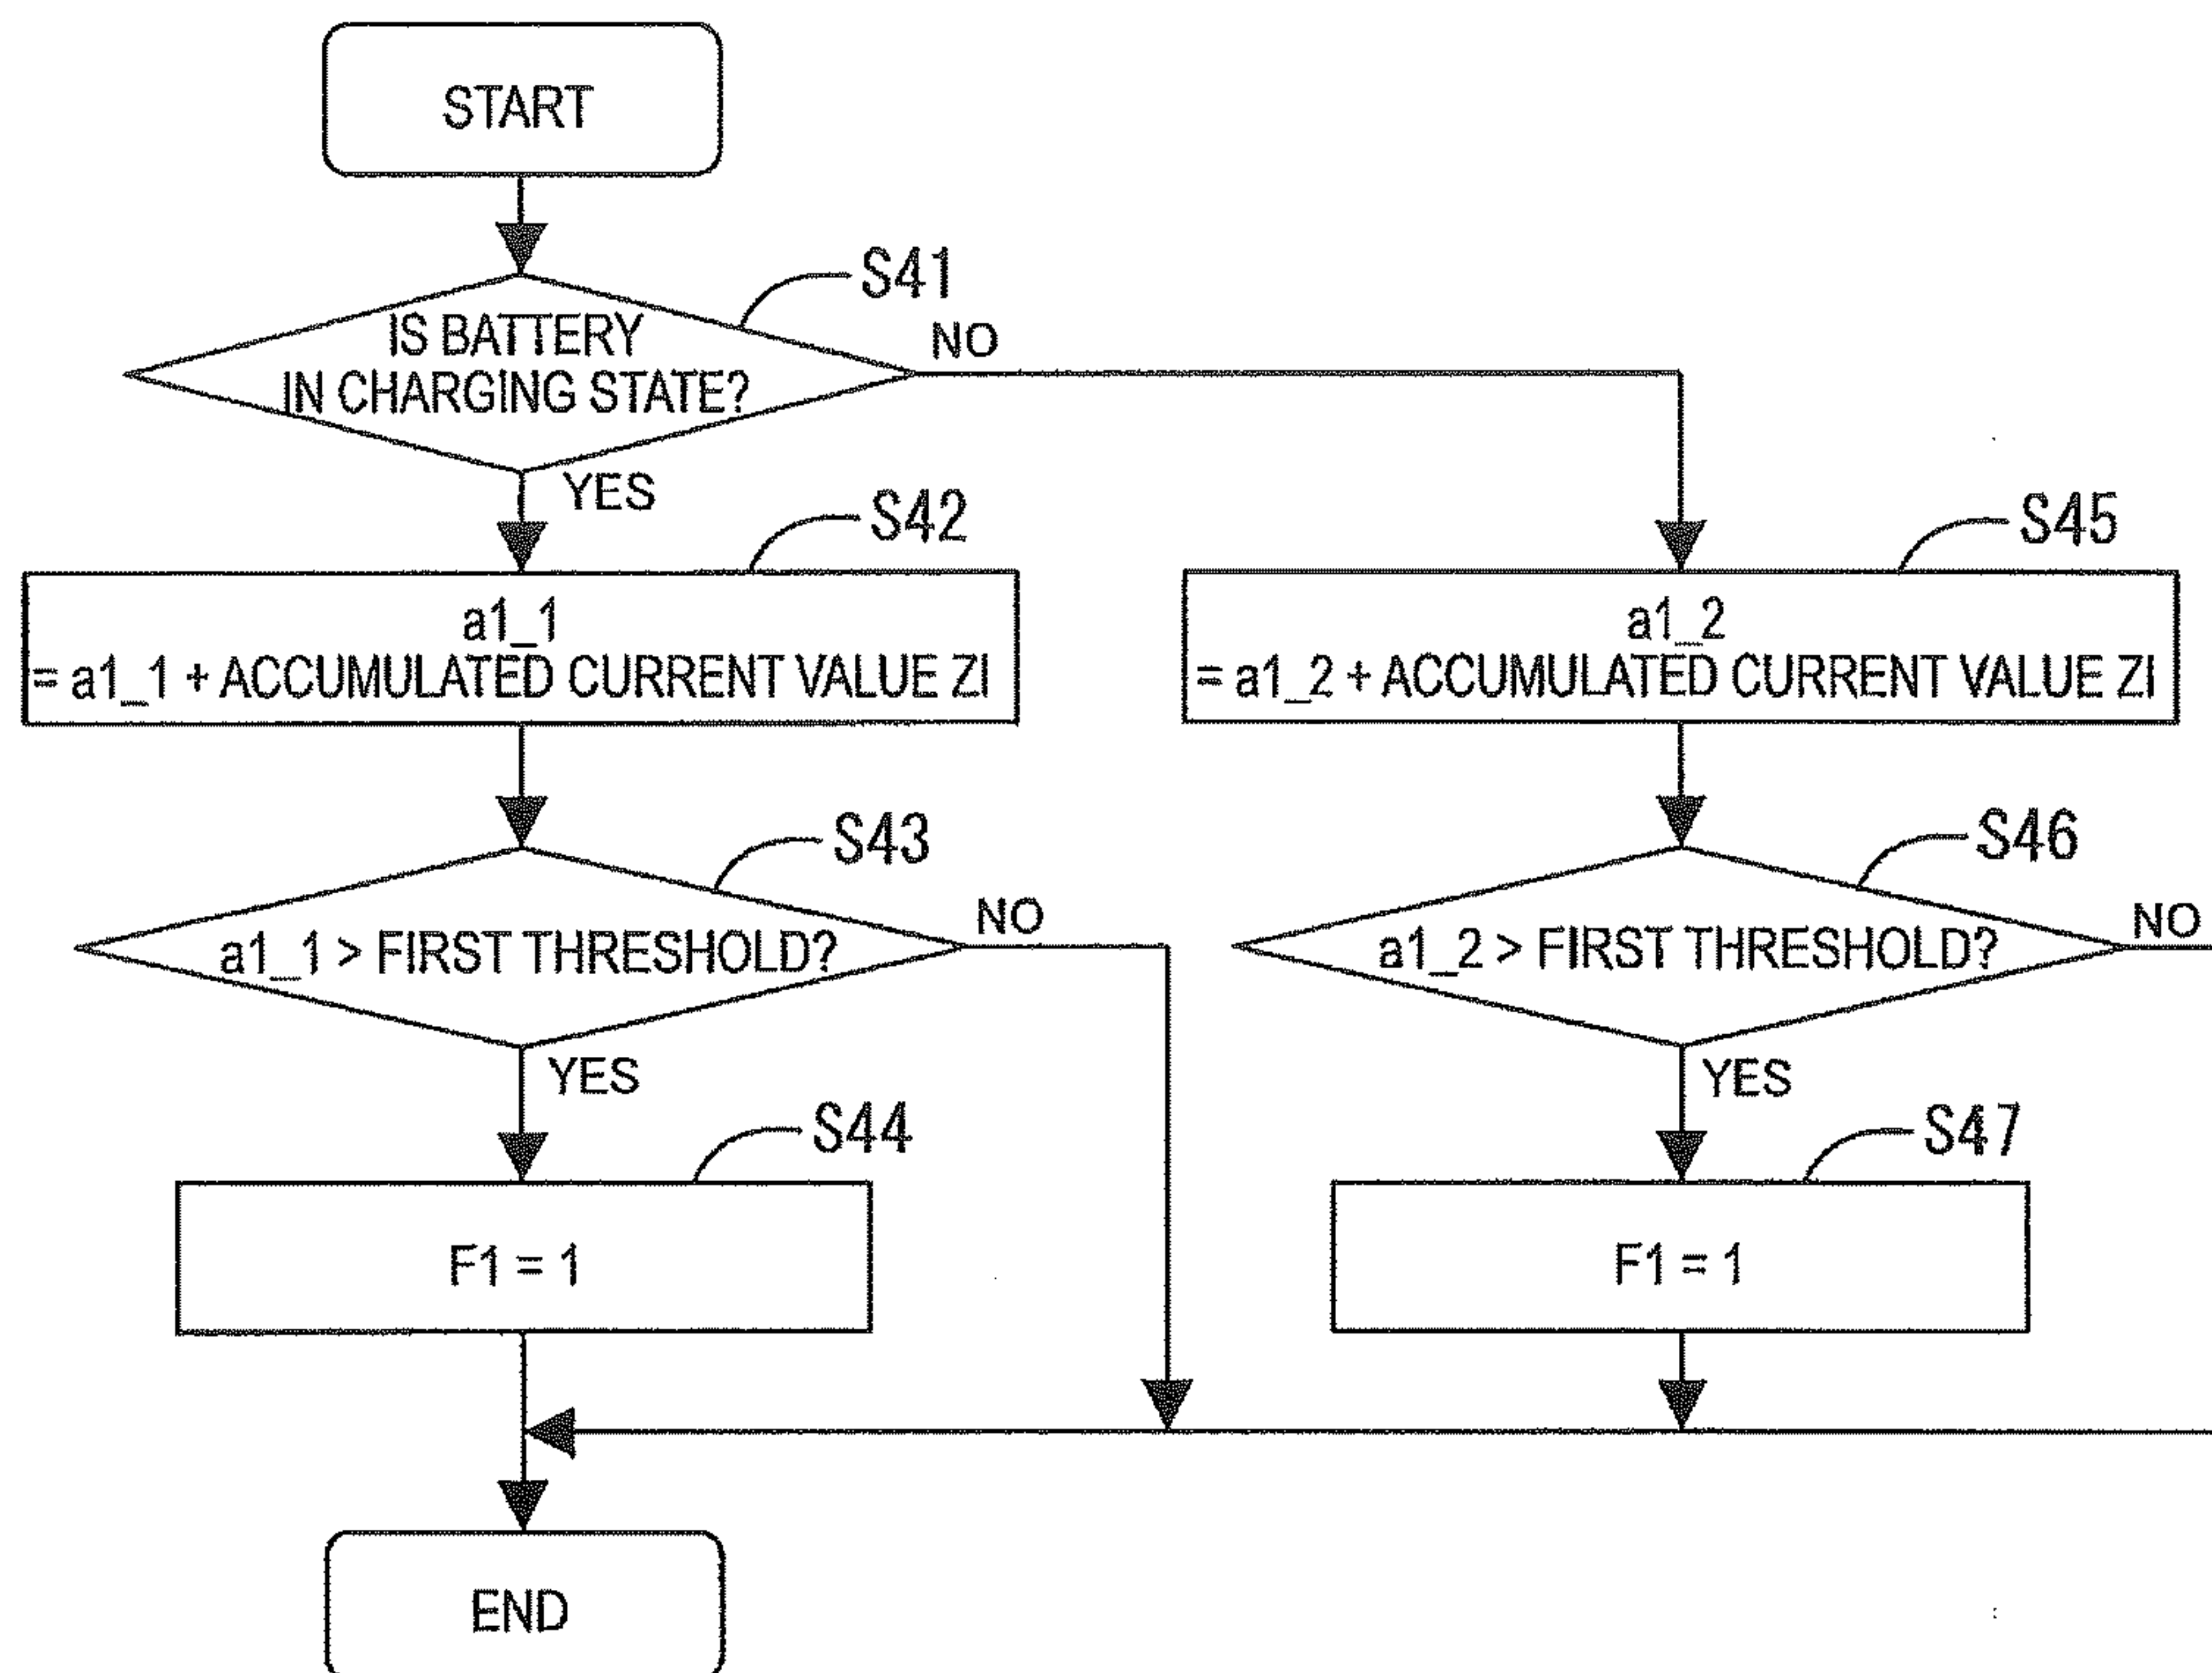 START
S41
IS BATTERY
IN CHARGING STATE?
NO
YES
S42
a1_1
= a1_1 + ACCUMULATED CURRENT VALUE ZI
S45
a1_2
= a1_2 + ACCUMULATED CURRENT VALUE ZI
S43
a1_1 > FIRST THRESHOLD?
NO
YES
S46
a1_2 > FIRST THRESHOLD?
NO
YES
S44
F1 = 1
S47
F1 = 1
END